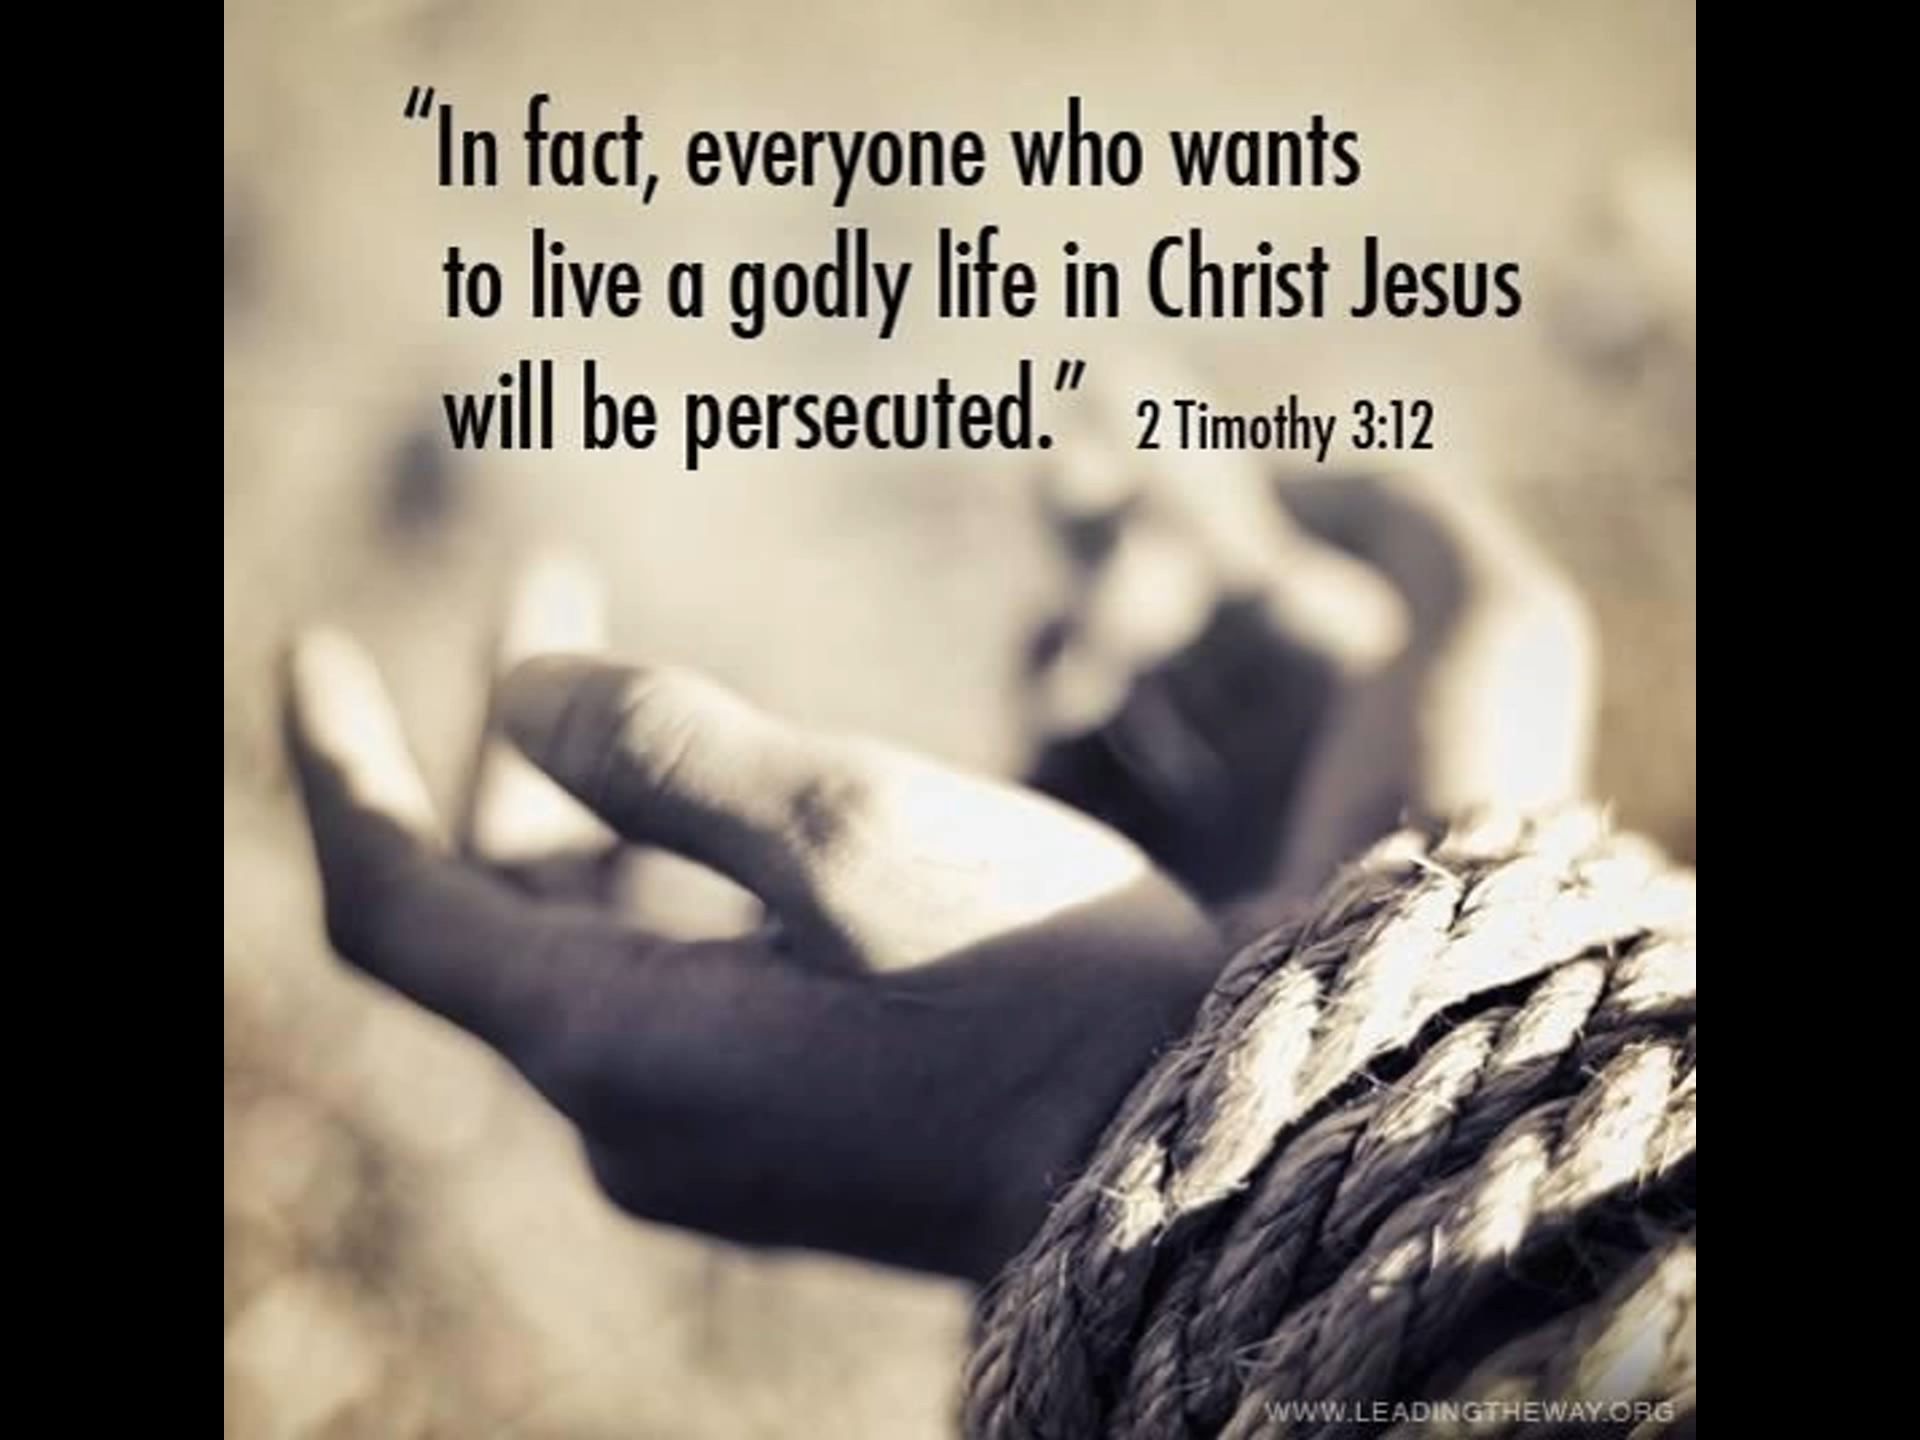 “In fact, everyone who wants
to live a godly life in Christ Jesus
will be persecuted.” 2 Timothy 3:12
WWW.LEADINGTHEWAY.ORG